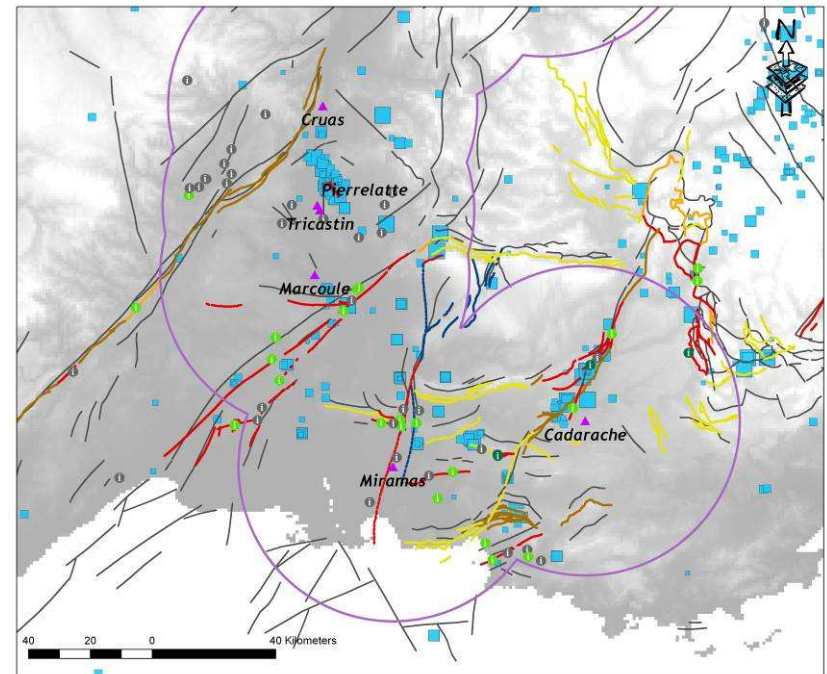 N
Cruas
Pierrelatte
Tricastin
Marcoule
Cadarache
Miramas
40 20 0 40 Kilometers